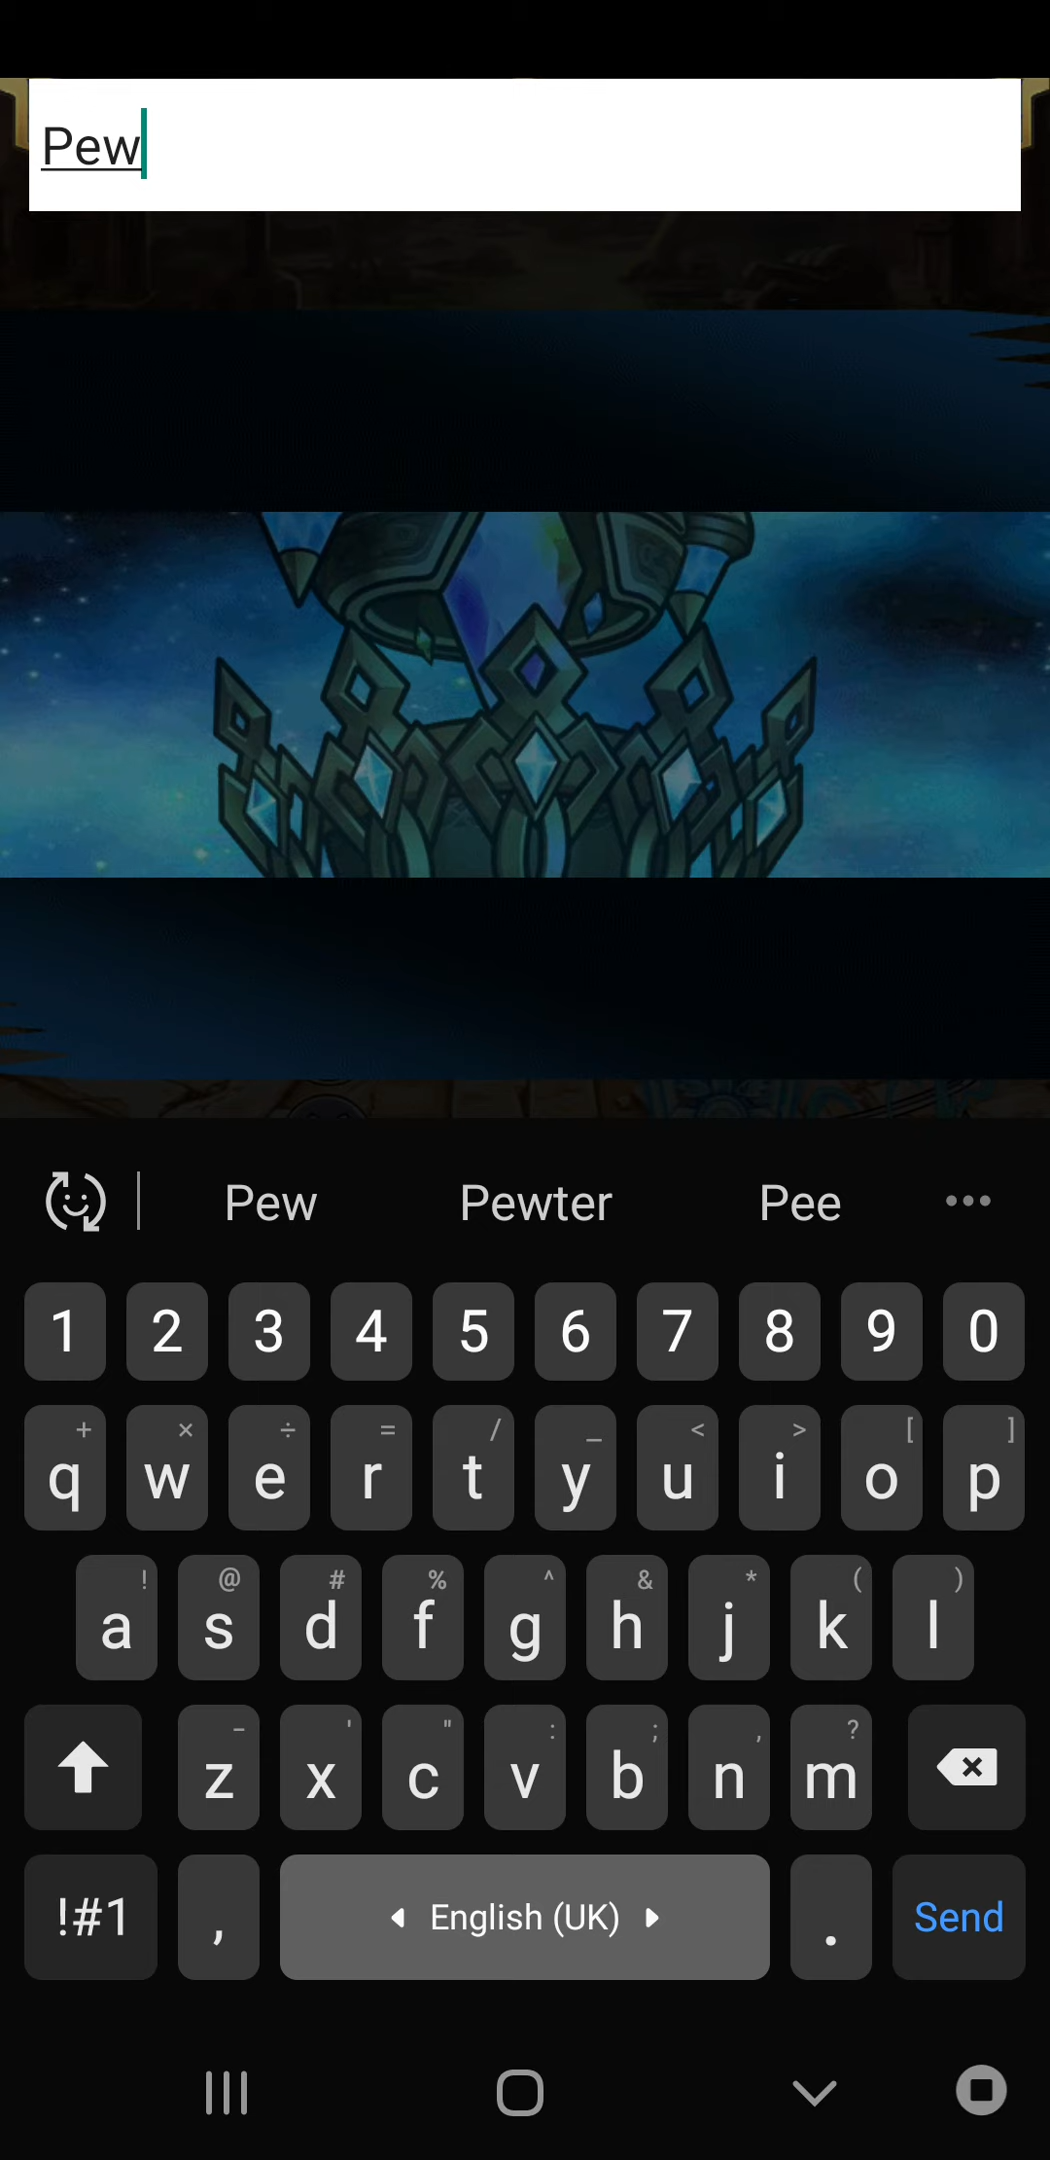 Pew
Pew Pewter Pee
1 2 3 4 5 6 7 8 9 0
+ × ÷ = / _ < > [ ]
q w e r t y u i o p
! @ # % ^ & * ( )
a s d f g h j k l
- ' " : ; , ?
z x c v b n m
!#1 , English (UK) . Send